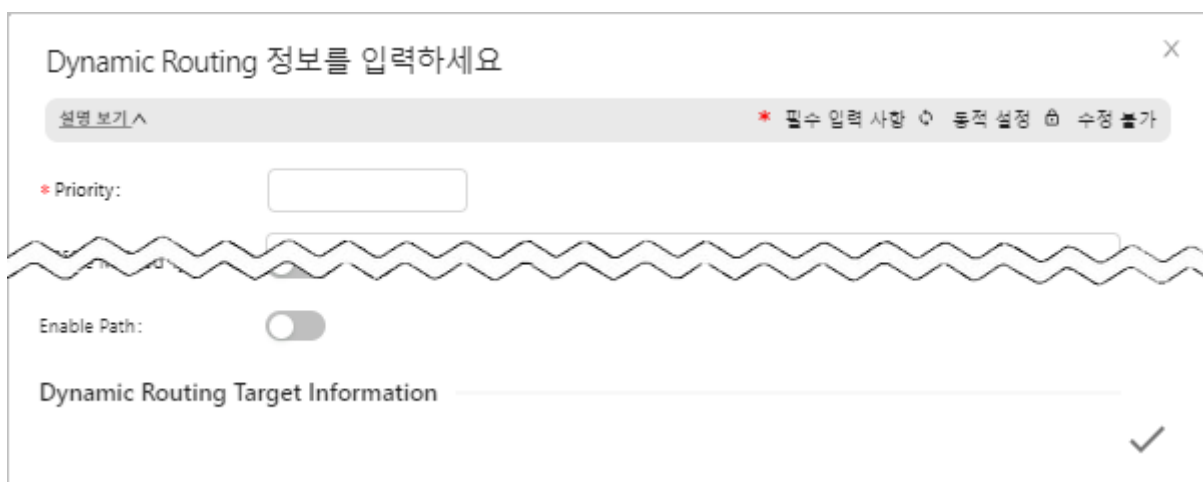 Dynamic Routing 정보를 입력하세요
설명 보기 * 필수 입력 사항 동적 설정 수정 불가
* Priority:
Enable Path:
Dynamic Routing Target Information